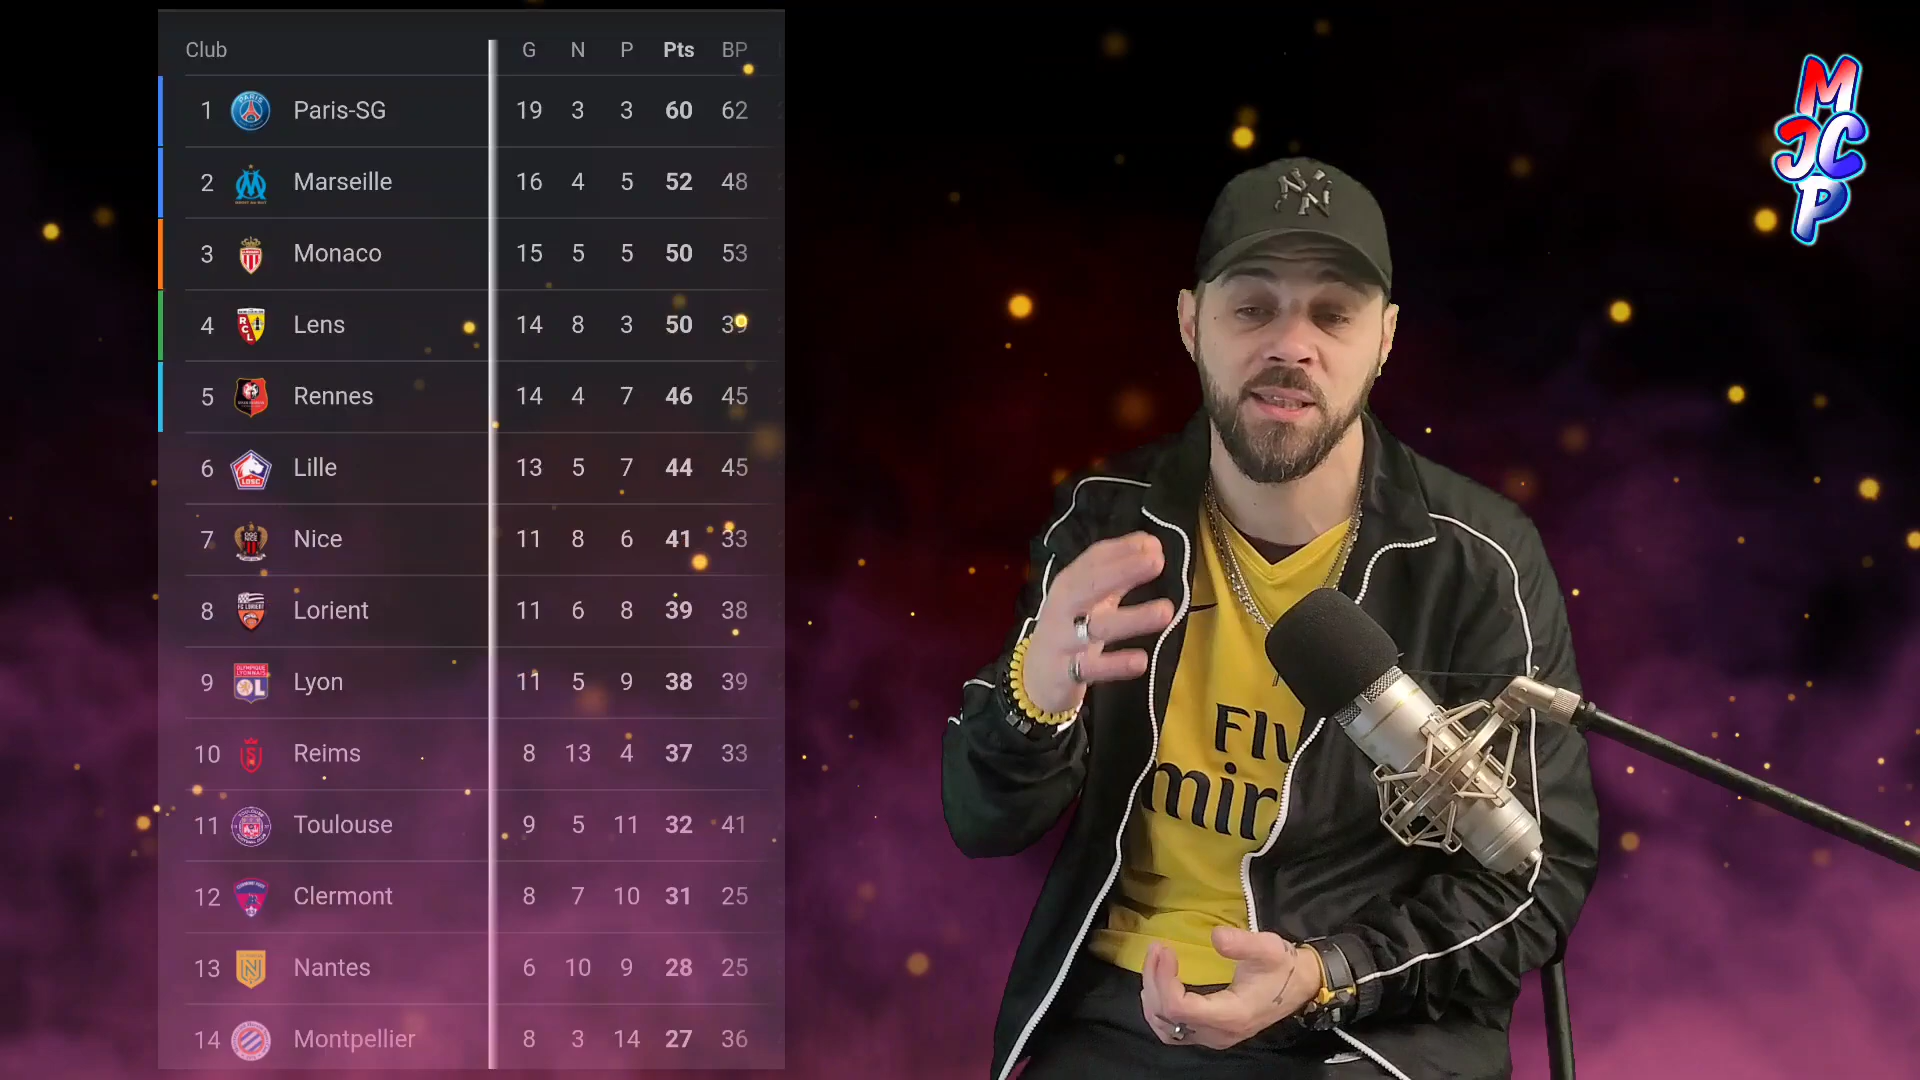 Club G N P Pts BP
1 Paris-SG 19 3 3 60 62
2 Marseille 16 4 5 52 48
3 Monaco 15 5 5 50 53
4 Lens 14 8 3 50 39
5 Rennes 14 4 7 46 45
6 Lille 13 5 7 44 45
7 Nice 11 8 6 41 33
8 Lorient 11 6 8 39 38
9 Lyon 11 5 9 38 39
10 Reims 8 13 4 37 33
11 Toulouse 9 5 11 32 41
12 Clermont 8 7 10 31 25
13 Nantes 6 10 9 28 25
14 Montpellier 8 3 14 27 36
M
JC
P
NY
Fly
mir